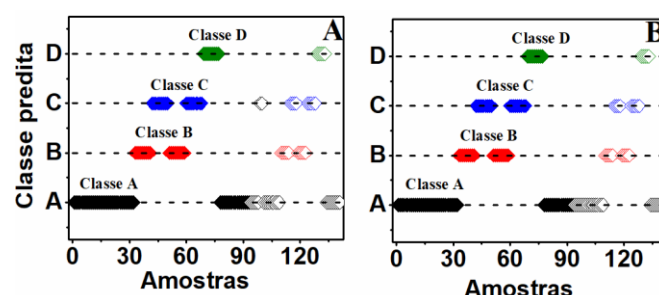 A
Classe predita
D
C
B
A
Classe D
Classe C
Classe B
Classe A
0
30
60
90
120
Amostras
B
D
C
B
A
Classe D
Classe C
Classe B
Classe A
0
30
60
90
120
Amostras